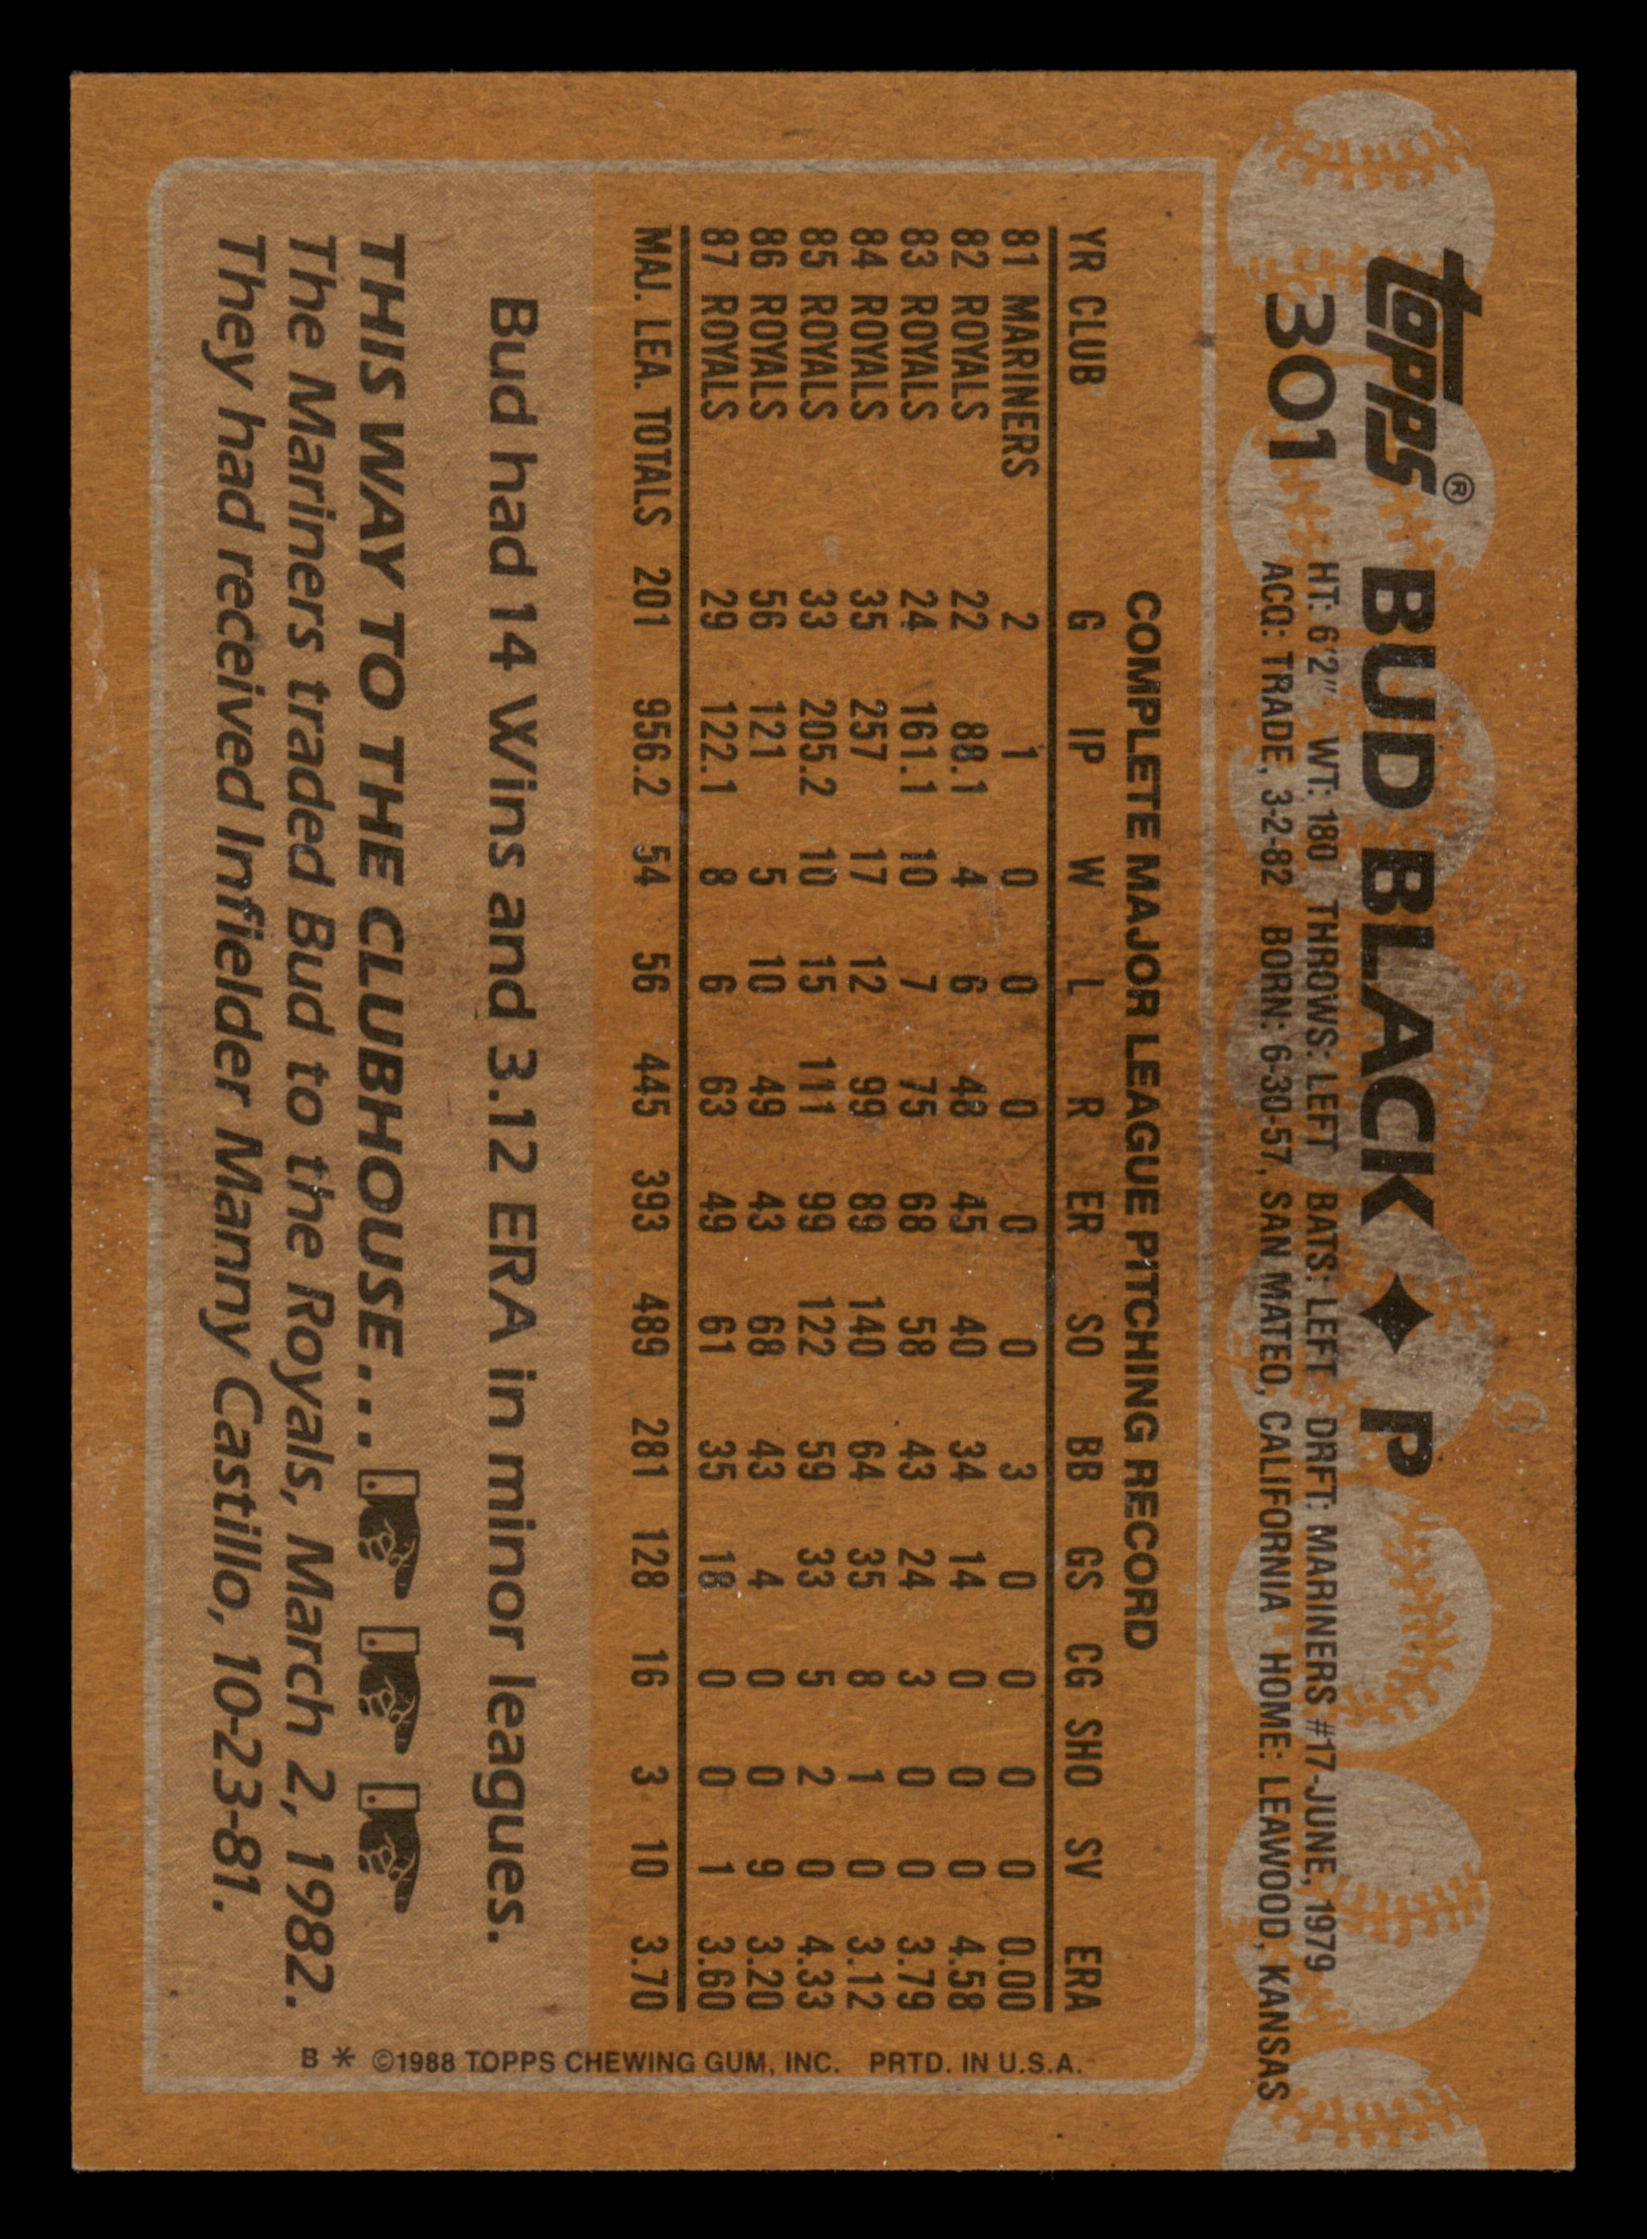 topps® BUD BLACK ✦ P
301 HT: 6'2" WT: 180 THROWS: LEFT BATS: LEFT DRFT: MARINERS #17-JUNE, 1979
ACQ: TRADE, 3-2-82 BORN: 6-30-57, SAN MATEO, CALIFORNIA HOME: LEAWOOD, KANSAS
COMPLETE MAJOR LEAGUE PITCHING RECORD
YR CLUB G IP W L R ER SO BB GS CG SHO SV ERA
81 MARINERS 2 1 0 0 0 0 0 3 0 0 0 0 0.00
82 ROYALS 22 88.1 4 6 48 45 40 34 14 0 0 0 4.58
83 ROYALS 24 161.1 10 7 75 68 58 43 24 3 0 0 3.79
84 ROYALS 35 257 17 12 99 89 140 64 35 8 1 0 3.12
85 ROYALS 33 205.2 10 15 111 99 122 59 33 5 2 0 4.33
86 ROYALS 56 121 5 10 49 43 68 43 4 0 0 9 3.20
87 ROYALS 29 122.1 8 6 63 49 61 35 18 0 0 1 3.60
MAJ. LEA. TOTALS 201 956.2 54 56 445 393 489 281 128 16 3 10 3.70
Bud had 14 Wins and 3.12 ERA in minor leagues.
THIS WAY TO THE CLUBHOUSE...
The Mariners traded Bud to the Royals, March 2, 1982.
They had received Infielder Manny Castillo, 10-23-81.
B * ©1988 TOPPS CHEWING GUM, INC. PRTD. IN U.S.A.